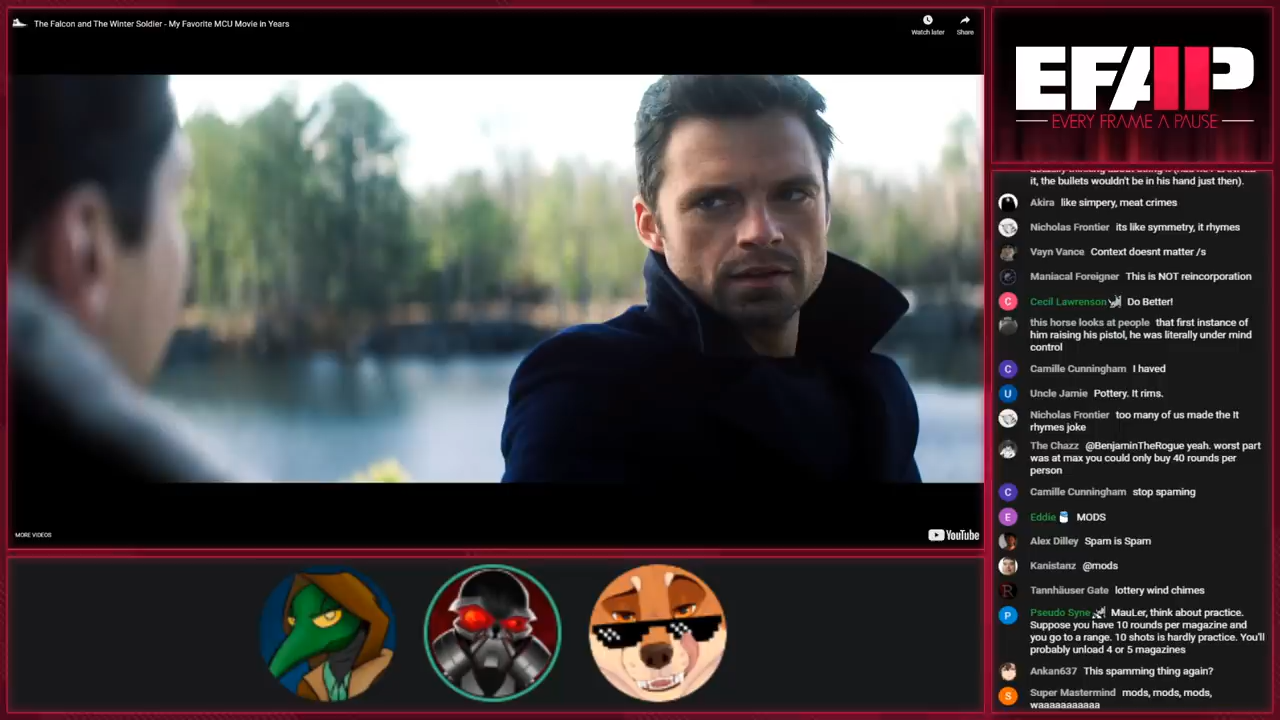 The Falcon and The Winter Soldier - My Favorite MCU Movie in Years
Watch later
Share
MORE VIDEOS
YouTube
EFAP
EVERY FRAME A PAUSE
it, the bullets wouldn't be in his hand just then).
Akira like simpery, meat crimes
Nicholas Frontier its like symmetry, it rhymes
Vayn Vance Context doesnt matter /s
Maniacal Foreigner This is NOT reincorporation
Cecil Lawrenson Do Better!
this horse looks at people that first instance of
him raising his pistol, he was literally under mind
control
Camille Cunningham I haved
Uncle Jamie Pottery. It rims.
Nicholas Frontier too many of us made the It
rhymes joke
The Chazz @BenjaminTheRogue yeah. worst part
was at max you could only buy 40 rounds per
person
Camille Cunningham stop spaming
Eddie MODS
Alex Dilley Spam is Spam
Kanistanz @mods
Tannhäuser Gate lottery wind chimes
Pseudo Syne MauLer, think about practice.
Suppose you have 10 rounds per magazine and
you go to a range. 10 shots is hardly practice. You'll
probably unload 4 or 5 magazines
Ankan637 This spamming thing again?
Super Mastermind mods, mods, mods,
waaaaaaaaaa